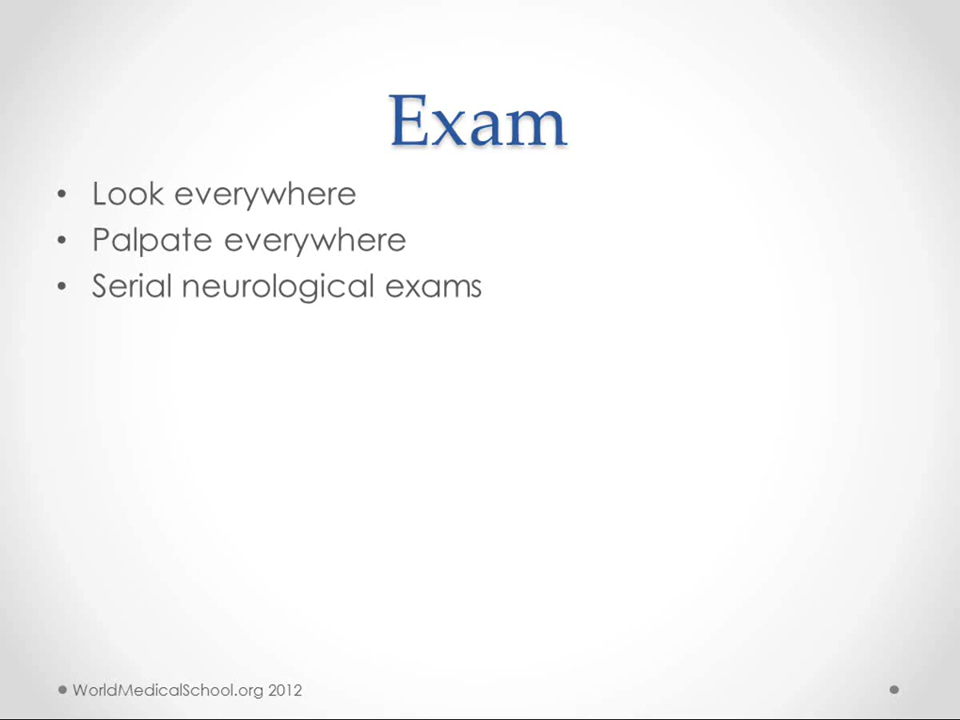 Exam
• Look everywhere
• Palpate everywhere
• Serial neurological exams
WorldMedicalSchool.org 2012